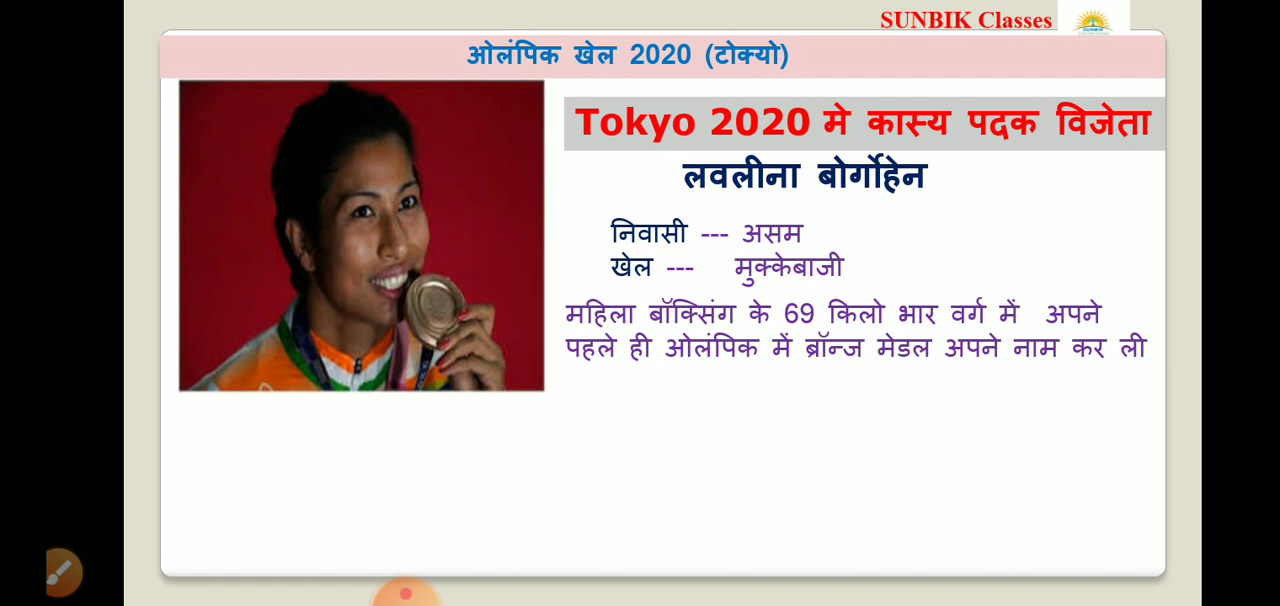 SUNBIK Classes
ओलंपिक खेल 2020 (टोक्यो)
Tokyo 2020 मे कास्य पदक विजेता
लवलीना बोर्गोहेन
निवासी --- असम
खेल --- मुक्केबाजी
महिला बॉक्सिंग के 69 किलो भार वर्ग में अपने
पहले ही ओलंपिक में ब्रॉन्ज मेडल अपने नाम कर ली